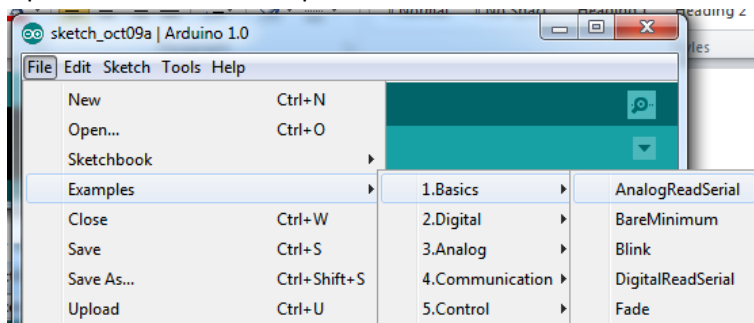 Heading 2
sketch_oct09a | Arduino 1.0
File Edit Sketch Tools Help
New Ctrl+N
Open... Ctrl+O
Sketchbook
Examples 1.Basics AnalogReadSerial
Close Ctrl+W 2.Digital BareMinimum
Save Ctrl+S 3.Analog Blink
Save As... Ctrl+Shift+S 4.Communication DigitalReadSerial
Upload Ctrl+U 5.Control Fade